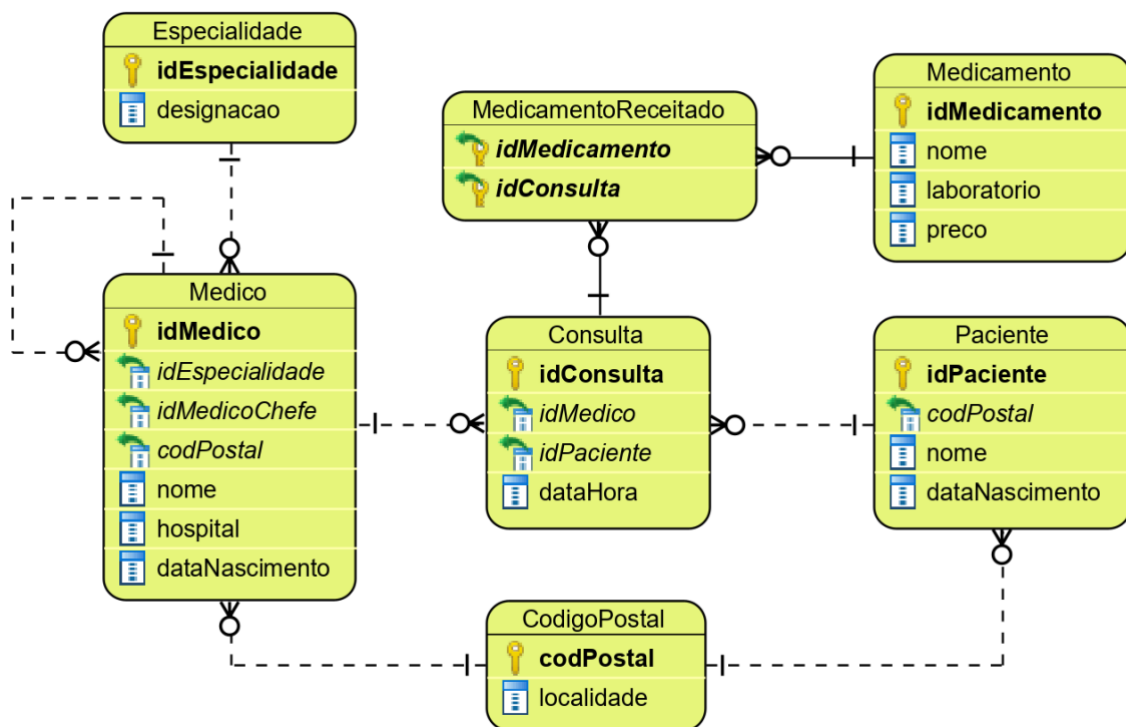 Especialidade
idEspecialidade
designacao
MedicamentoReceitado
idMedicamento
idConsulta
Medicamento
idMedicamento
nome
laboratorio
preco
Medico
idMedico
idEspecialidade
idMedicoChefe
codPostal
nome
hospital
dataNascimento
Consulta
idConsulta
idMedico
idPaciente
dataHora
Paciente
idPaciente
codPostal
nome
dataNascimento
CodigoPostal
codPostal
localidade